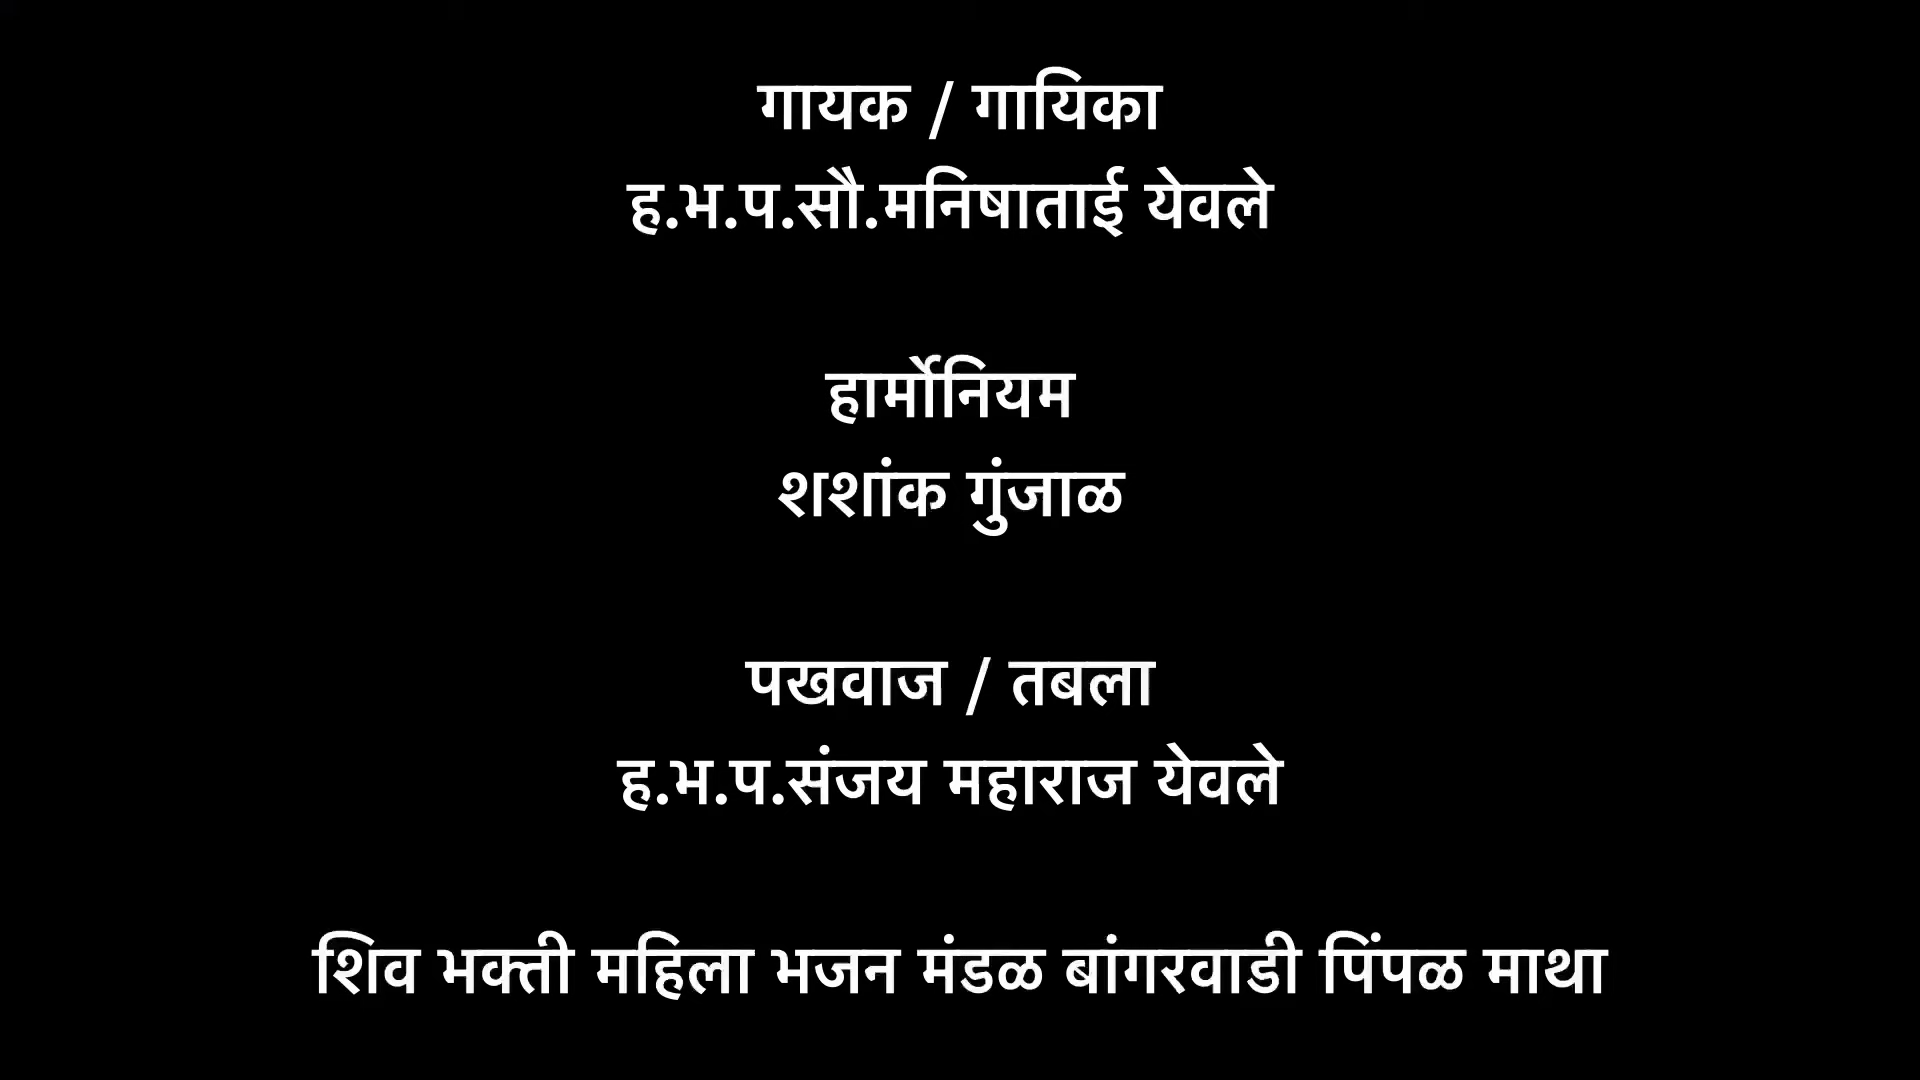 गायक / गायिका
ह.भ.प.सौ.मनिषाताई येवले
हार्मोनियम
शशांक गुंजाळ
पखवाज / तबला
ह.भ.प.संजय महाराज येवले
शिव भक्ती महिला भजन मंडळ बांगरवाडी पिंपळ माथा